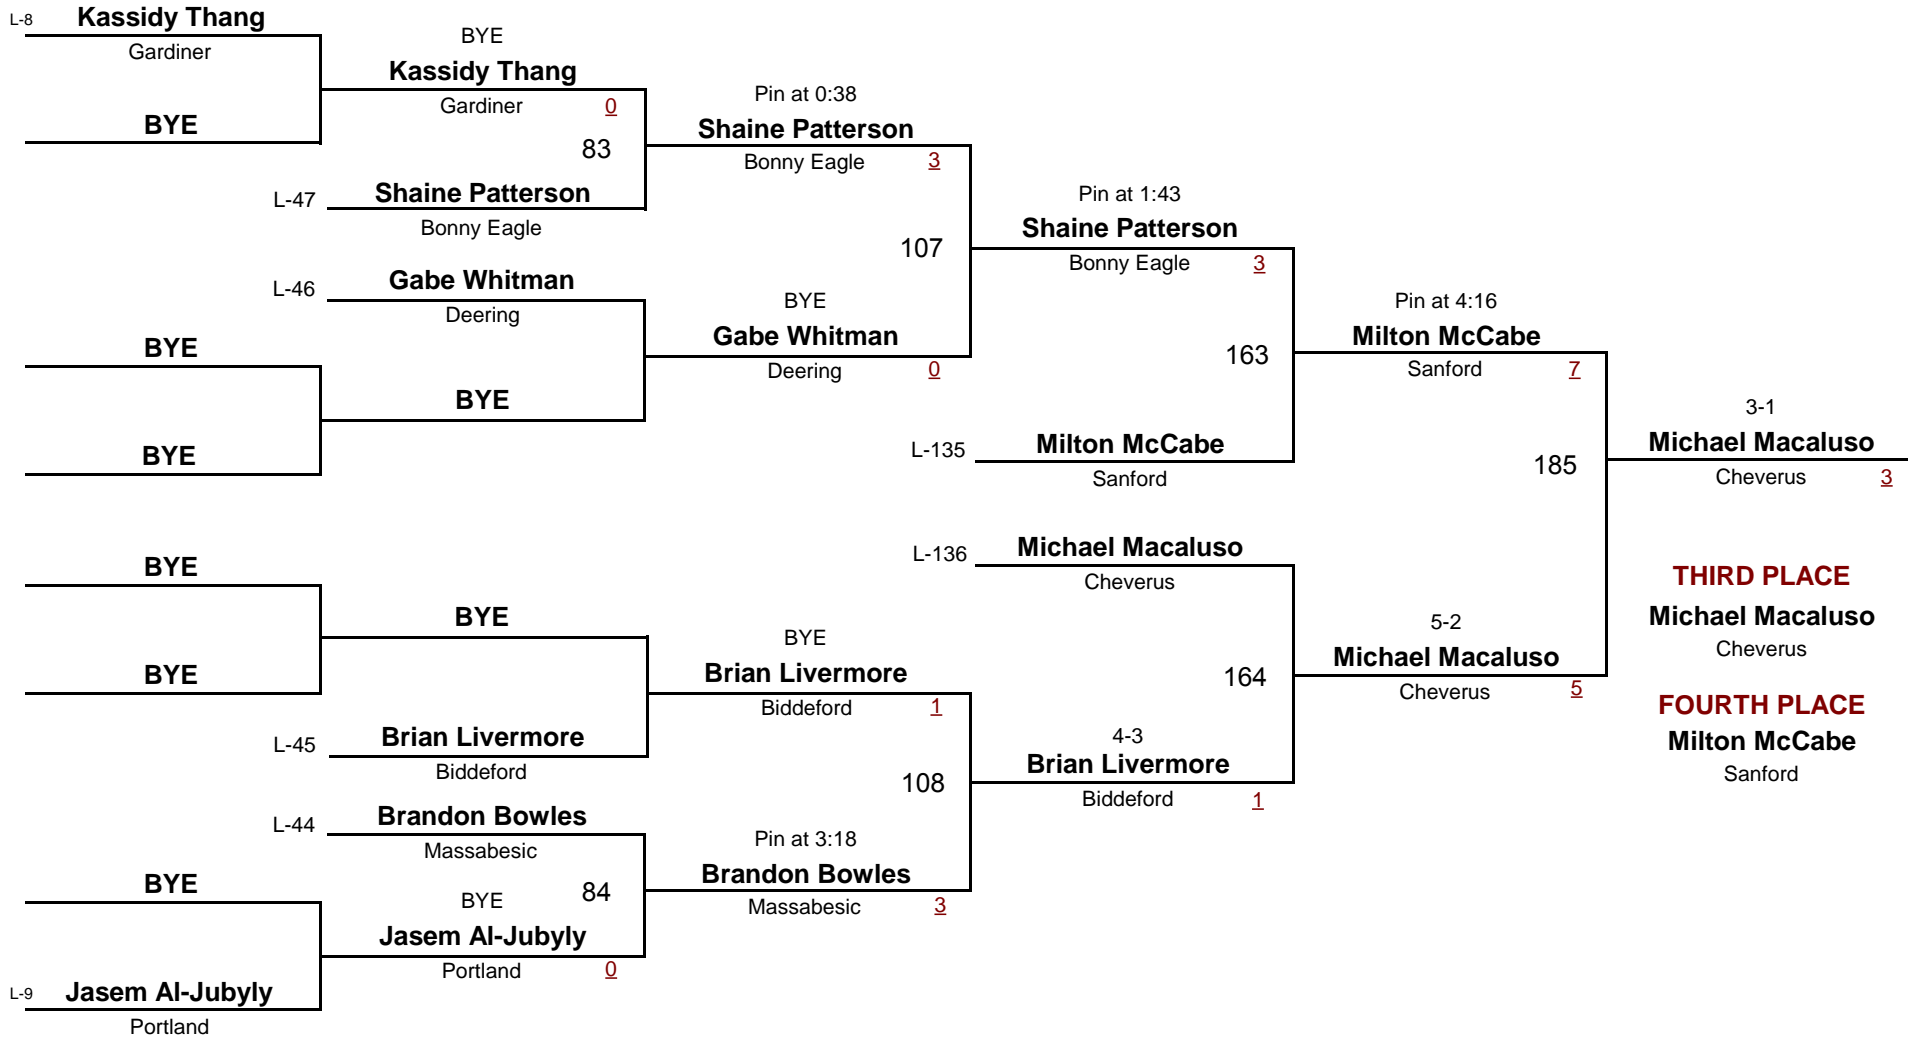 L-8
Kassidy Thang
Gardiner
BYE
BYE
Kassidy Thang
Gardiner
0
83
L-47
Shaine Patterson
Bonny Eagle
Pin at 0:38
Shaine Patterson
Bonny Eagle
3
L-46
Gabe Whitman
Deering
BYE
BYE
BYE
BYE
Gabe Whitman
Deering
0
107
Pin at 1:43
Shaine Patterson
Bonny Eagle
3
163
L-135
Milton McCabe
Sanford
Pin at 4:16
Milton McCabe
Sanford
7
185
3-1
Michael Macaluso
Cheverus
3
BYE
BYE
BYE
L-45
Brian Livermore
Biddeford
BYE
Brian Livermore
Biddeford
1
L-44
Brandon Bowles
Massabesic
84
BYE
L-9
Jasem Al-Jubyly
Portland
BYE
Jasem Al-Jubyly
Portland
0
Pin at 3:18
Brandon Bowles
Massabesic
3
108
4-3
Brian Livermore
Biddeford
1
L-136
Michael Macaluso
Cheverus
164
5-2
Michael Macaluso
Cheverus
5
THIRD PLACE
Michael Macaluso
Cheverus
FOURTH PLACE
Milton McCabe
Sanford